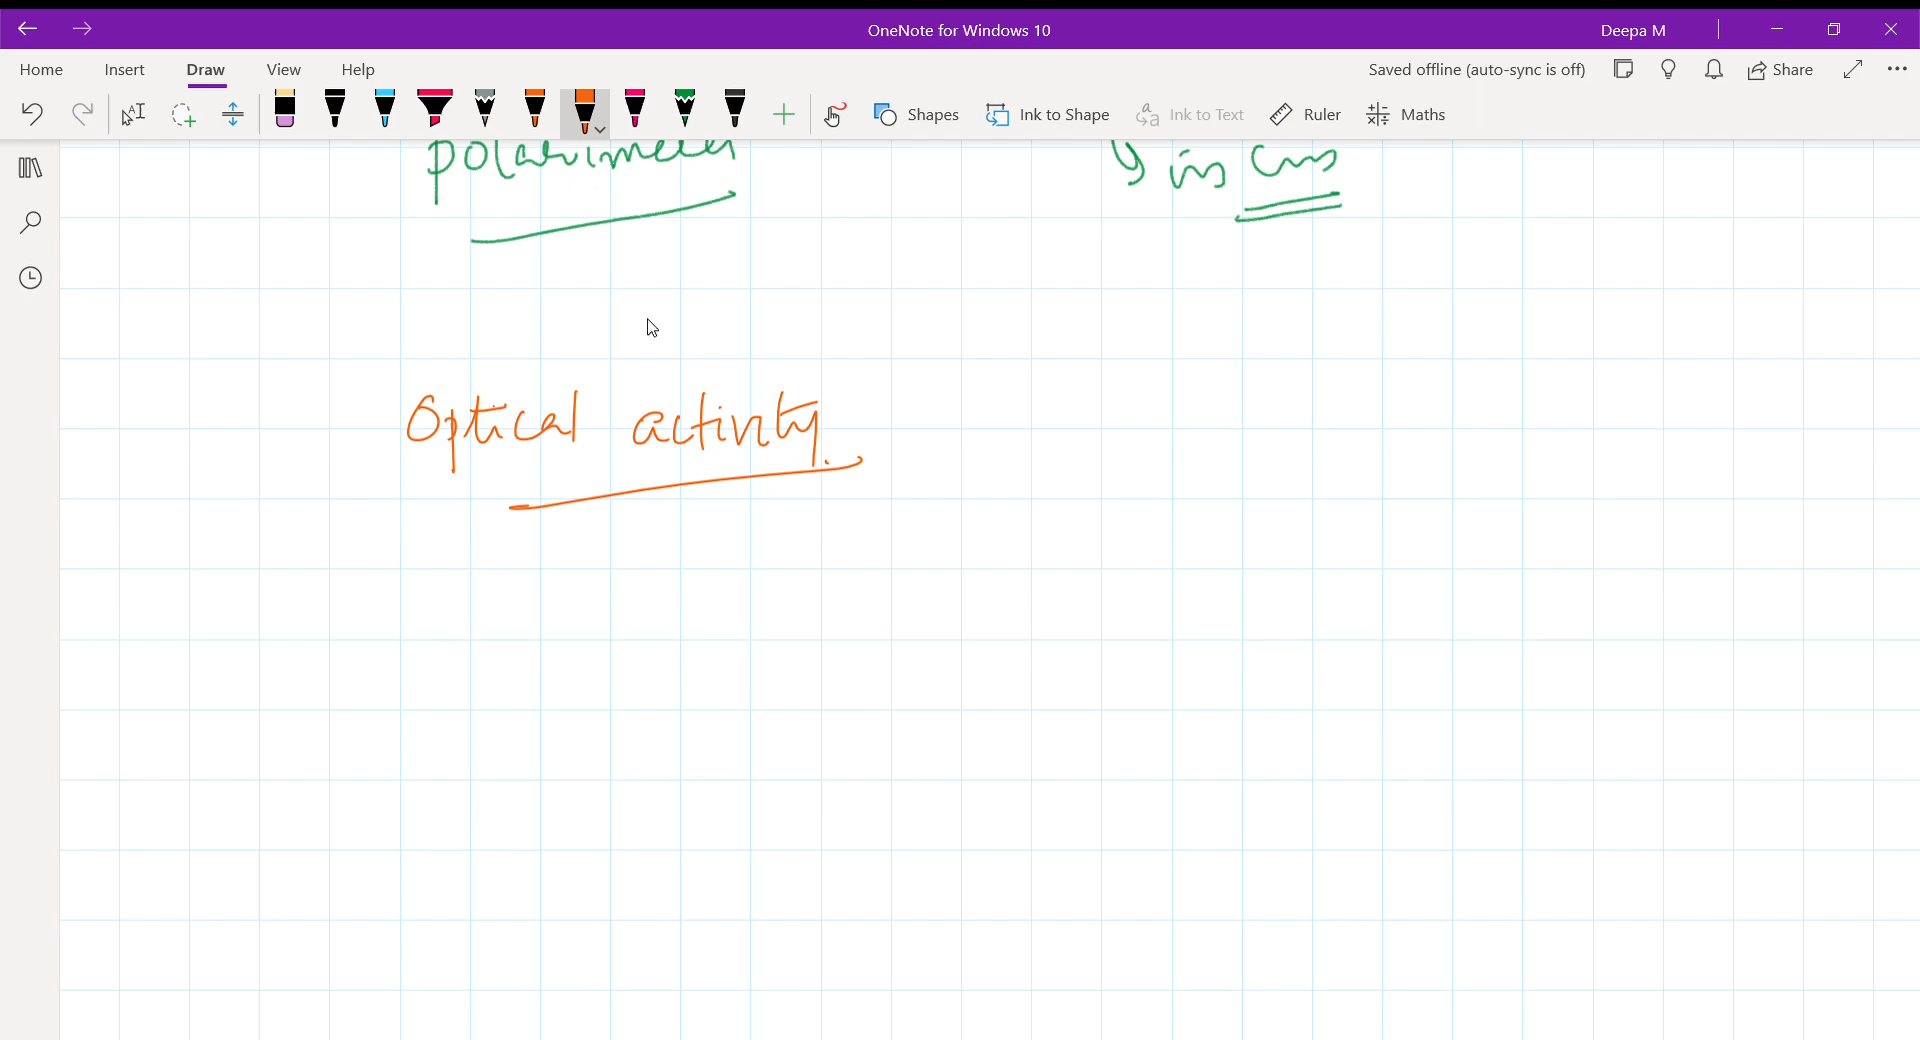 OneNote for Windows 10
Deepa M
Home Insert Draw View Help
Saved offline (auto-sync is off) Share
Shapes Ink to Shape Ink to Text Ruler Maths
polarimeter
in cms
Optical activity.